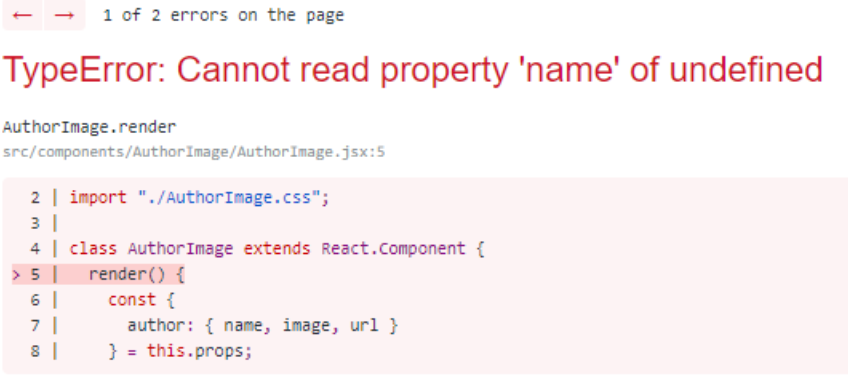 ← → 1 of 2 errors on the page
TypeError: Cannot read property 'name' of undefined
AuthorImage.render
src/components/AuthorImage/AuthorImage.jsx:5
  2 | import "./AuthorImage.css";
  3 |
  4 | class AuthorImage extends React.Component {
> 5 |   render() {
  6 |     const {
  7 |       author: { name, image, url }
  8 |     } = this.props;